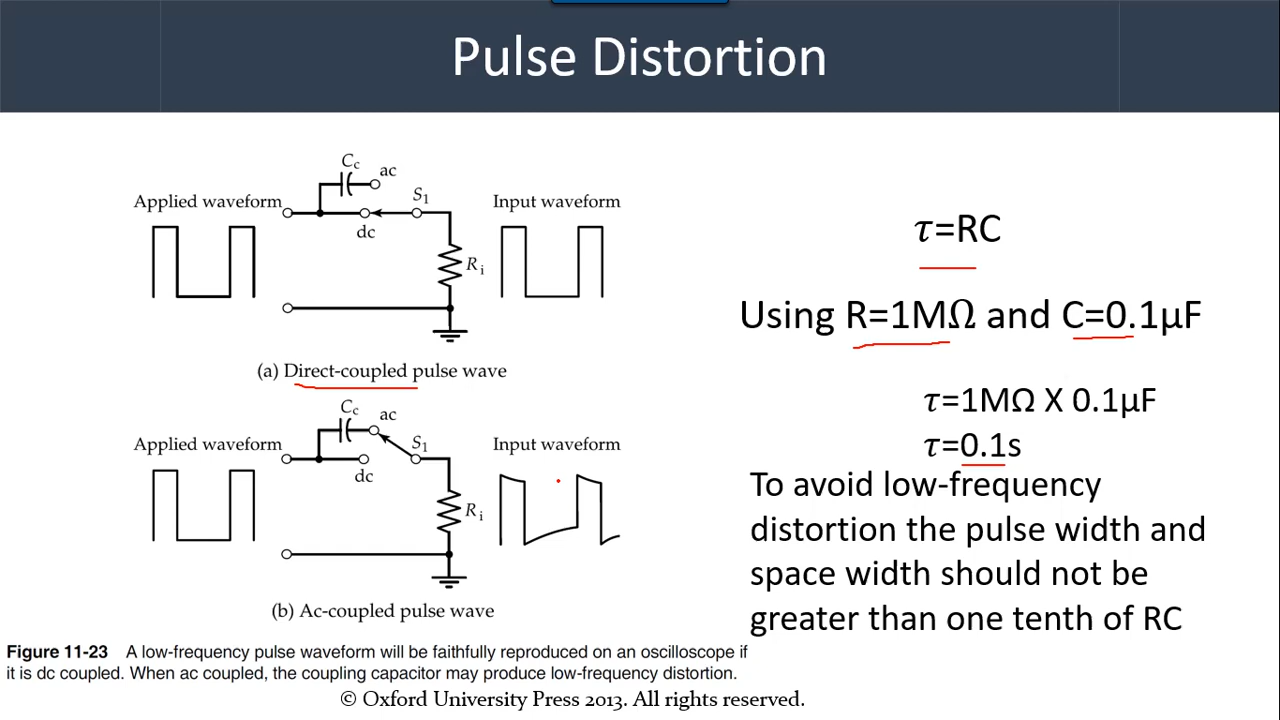 Pulse Distortion
Cc
ac
Applied waveform
S1
Input waveform
dc
Ri
(a) Direct-coupled pulse wave
Cc
ac
Applied waveform
S1
Input waveform
dc
Ri
(b) Ac-coupled pulse wave
Figure 11-23 A low-frequency pulse waveform will be faithfully reproduced on an oscilloscope if
it is dc coupled. When ac coupled, the coupling capacitor may produce low-frequency distortion.
τ=RC
Using R=1MΩ and C=0.1µF
τ=1MΩ X 0.1µF
τ=0.1s
To avoid low-frequency
distortion the pulse width and
space width should not be
greater than one tenth of RC
© Oxford University Press 2013. All rights reserved.